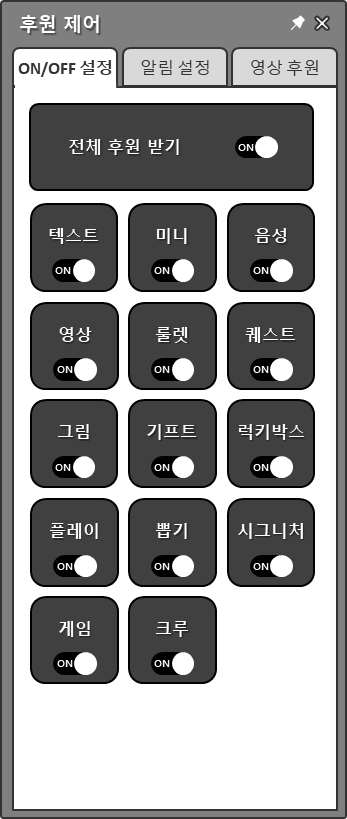 후원 제어
ON/OFF 설정 알림 설정 영상 후원
전체 후원 받기 ON
텍스트 미니 음성
ON ON ON
영상 룰렛 퀘스트
ON ON ON
그림 기프트 럭키박스
ON ON ON
플레이 뽑기 시그니처
ON ON ON
게임 크루
ON ON